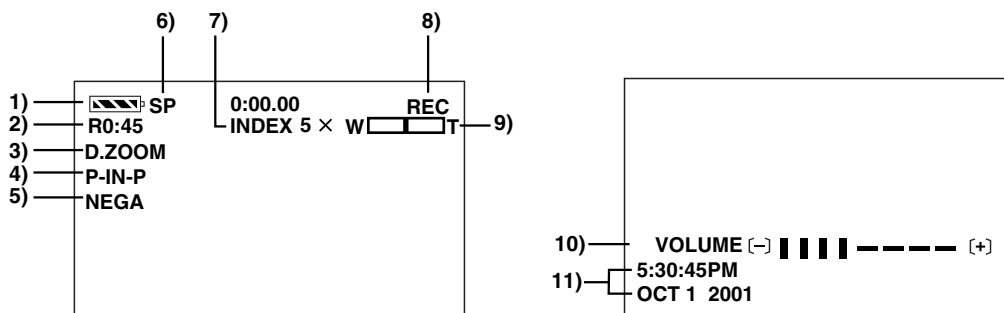 6) 7) 8)
1) SP 0:00.00 REC
2) R0:45 INDEX 5 × W T 9)
3) D.ZOOM
4) P-IN-P
5) NEGA
10) VOLUME [–] [+]
11) 5:30:45PM
OCT 1 2001